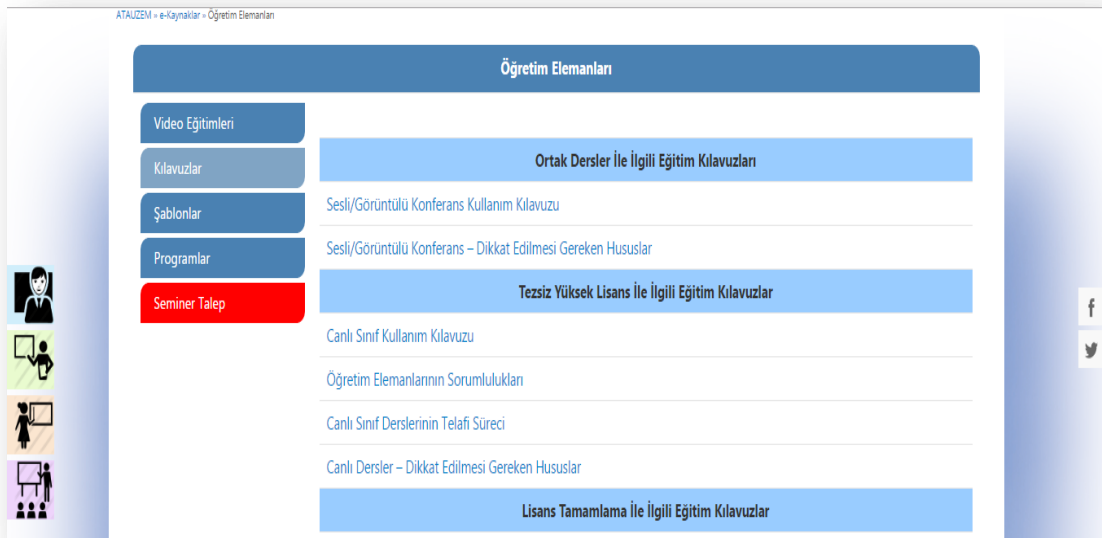 ATAUZEM » e-Kaynaklar » Öğretim Elemanları
Öğretim Elemanları
Video Eğitimleri
Kılavuzlar
Şablonlar
Programlar
Seminer Talep
Ortak Dersler İle İlgili Eğitim Kılavuzları
Sesli/Görüntülü Konferans Kullanım Kılavuzu
Sesli/Görüntülü Konferans – Dikkat Edilmesi Gereken Hususlar
Tezsiz Yüksek Lisans İle İlgili Eğitim Kılavuzlar
Canlı Sınıf Kullanım Kılavuzu
Öğretim Elemanlarının Sorumlulukları
Canlı Sınıf Derslerinin Telafi Süreci
Canlı Dersler – Dikkat Edilmesi Gereken Hususlar
Lisans Tamamlama İle İlgili Eğitim Kılavuzlar